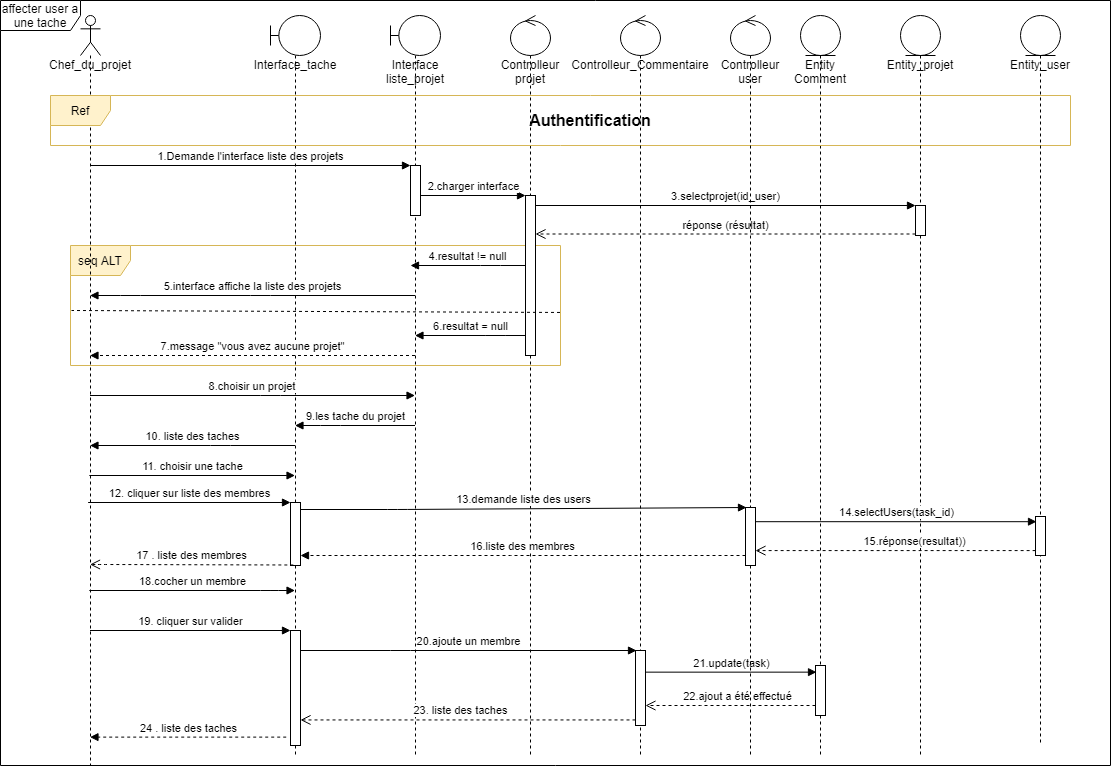 affecter user a
une tache
Chef_du_projet
Interface_tache
Interface
liste_projet
Controlleur
projet
Controlleur_Commentaire
Controlleur
user
Entity
Comment
Entity_projet
Entity_user
Ref
Authentification
1.Demande l'interface liste des projets
2.charger interface
3.selectprojet(id_user)
réponse (résultat)
seq ALT
4.resultat != null
5.interface affiche la liste des projets
6.resultat = null
7.message "vous avez aucune projet"
8.choisir un projet
9.les tache du projet
10. liste des taches
11. choisir une tache
12. cliquer sur liste des membres
13.demande liste des users
14.selectUsers(task_id)
15.réponse(resultat))
16.liste des membres
17 . liste des membres
18.cocher un membre
19. cliquer sur valider
20.ajoute un membre
21.update(task)
22.ajout a été effectué
23. liste des taches
24 . liste des taches